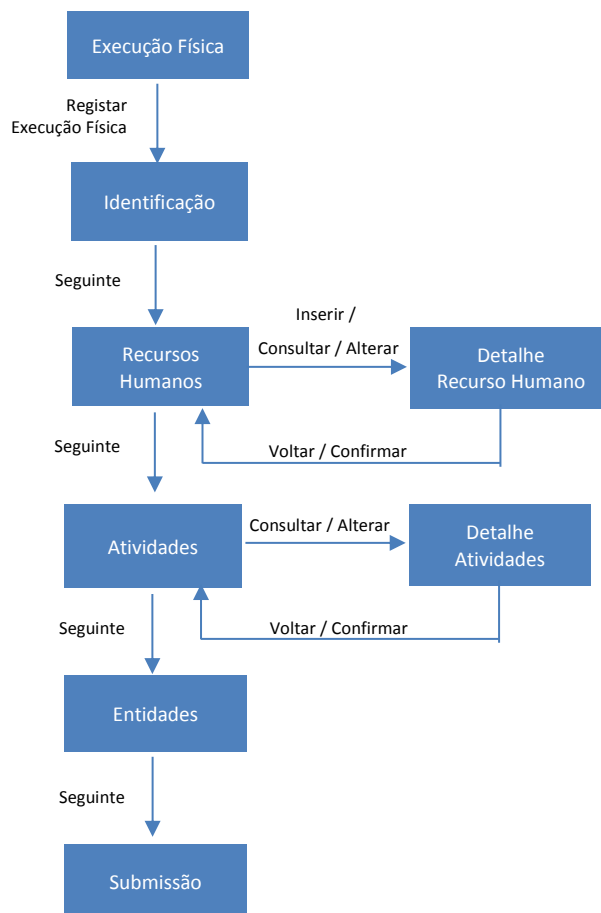 Execução Física
Registar
Execução Física
Identificação
Seguinte
Inserir /
Consultar / Alterar
Recursos
Humanos
Detalhe
Recurso Humano
Seguinte
Voltar / Confirmar
Atividades
Consultar / Alterar
Detalhe
Atividades
Seguinte
Voltar / Confirmar
Entidades
Seguinte
Submissão